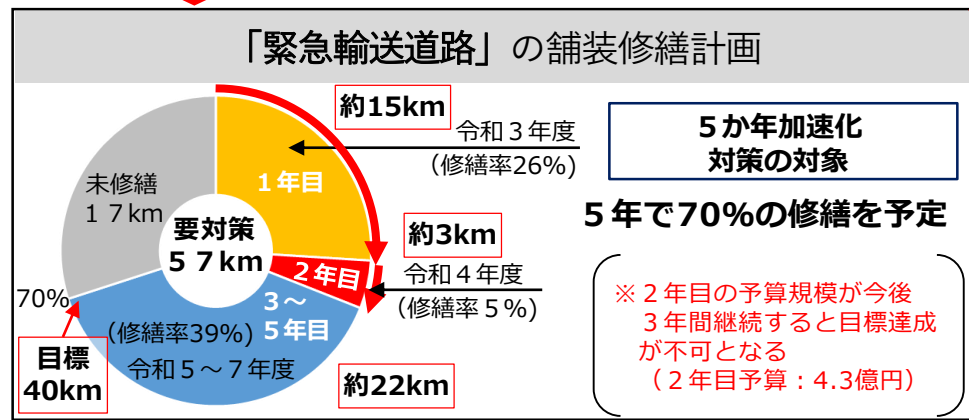 「緊急輸送道路」の舗装修繕計画
約15km
令和３年度
（修繕率26%）
１年目
未修繕
１７km
要対策
５７km
約3km
２年目
令和４年度
（修繕率５%）
３～
５年目
（修繕率39%）
令和５～７年度
70%
目標
40km
約22km
５か年加速化
対策の対象
５年で70%の修繕を予定
※２年目の予算規模が今後
３年間継続すると目標達成
が不可となる
（２年目予算：4.3億円）